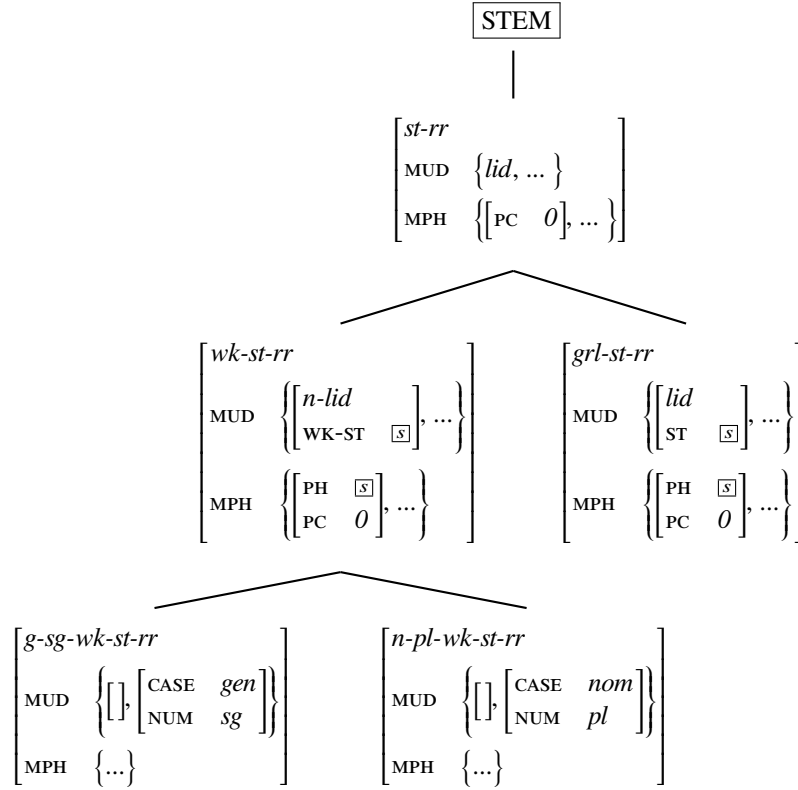 STEM
st-rr
MUD {lid, ... }
MPH {[PC 0], ... }
wk-st-rr
MUD {[n-lid
WK-ST s], ...}
MPH {[PH s
PC 0], ...}
grl-st-rr
MUD {[lid
ST s], ...}
MPH {[PH s
PC 0], ...}
g-sg-wk-st-rr
MUD {[ ], [CASE gen
NUM sg]}
MPH {...}
n-pl-wk-st-rr
MUD {[ ], [CASE nom
NUM pl]}
MPH {...}